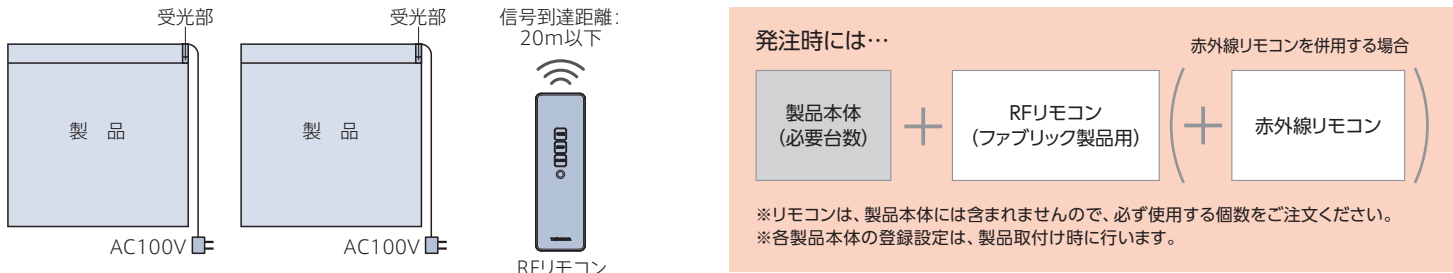 受光部
受光部
信号到達距離:
20m以下
製 品
製 品
AC100V
AC100V
RFリモコン
発注時には…
赤外線リモコンを併用する場合
製品本体
(必要台数)
+
RFリモコン
(ファブリック製品用)
(
+
赤外線リモコン
)
※リモコンは、製品本体には含まれませんので、必ず使用する個数をご注文ください。
※各製品本体の登録設定は、製品取付け時に行います。